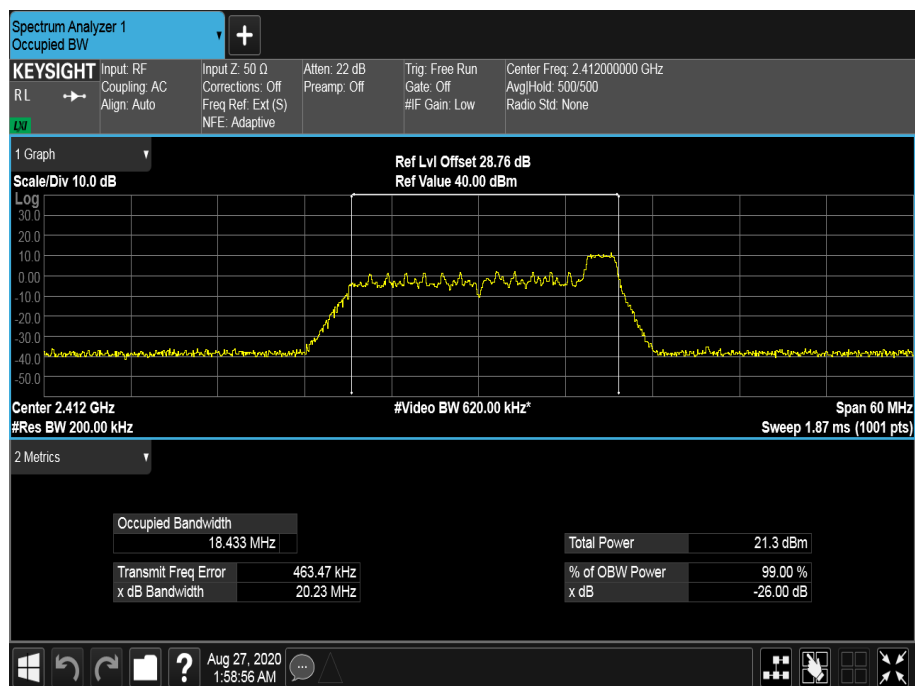 Spectrum Analyzer 1
Occupied BW
+
KEYSIGHT
RL
LXI
Input: RF
Coupling: AC
Align: Auto
Input Z: 50 Ω
Corrections: Off
Freq Ref: Ext (S)
NFE: Adaptive
Atten: 22 dB
Preamp: Off
Trig: Free Run
Gate: Off
#IF Gain: Low
Center Freq: 2.412000000 GHz
Avg|Hold: 500/500
Radio Std: None
1 Graph
Scale/Div 10.0 dB
Ref Lvl Offset 28.76 dB
Ref Value 40.00 dBm
Log
30.0
20.0
10.0
0.00
-10.0
-20.0
-30.0
-40.0
-50.0
Center 2.412 GHz
#Video BW 620.00 kHz*
Span 60 MHz
#Res BW 200.00 kHz
Sweep 1.87 ms (1001 pts)
2 Metrics
Occupied Bandwidth
18.433 MHz
Transmit Freq Error 463.47 kHz
x dB Bandwidth 20.23 MHz
Total Power 21.3 dBm
% of OBW Power 99.00 %
x dB -26.00 dB
?
Aug 27, 2020
1:58:56 AM